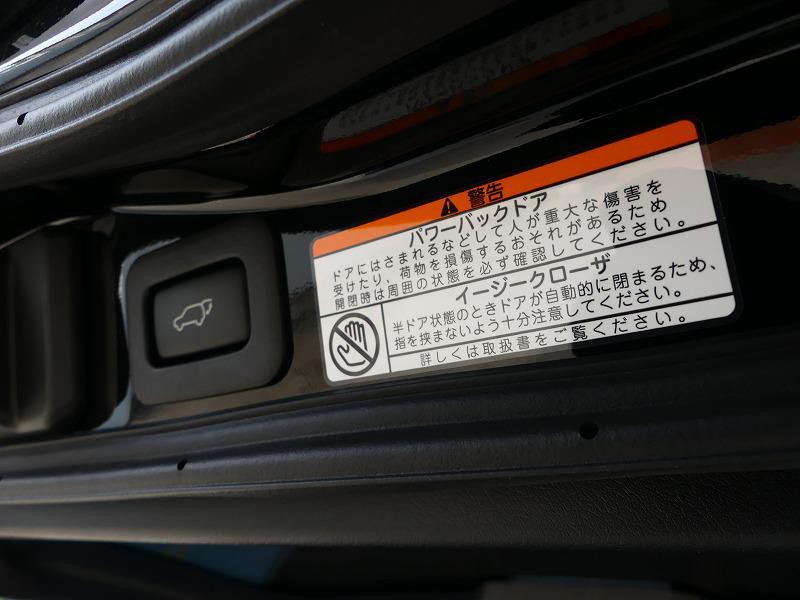 警告
パワーバックドア
ドアにはさまれるなどして人が重大な傷害を
受けたり、荷物を損傷するおそれがあるため
開閉時は周囲の状態を必ず確認してください。
イージークローザ
半ドア状態のときドアが自動的に閉まるため、
指を挟まないよう十分注意してください。
詳しくは取扱書をご覧ください。